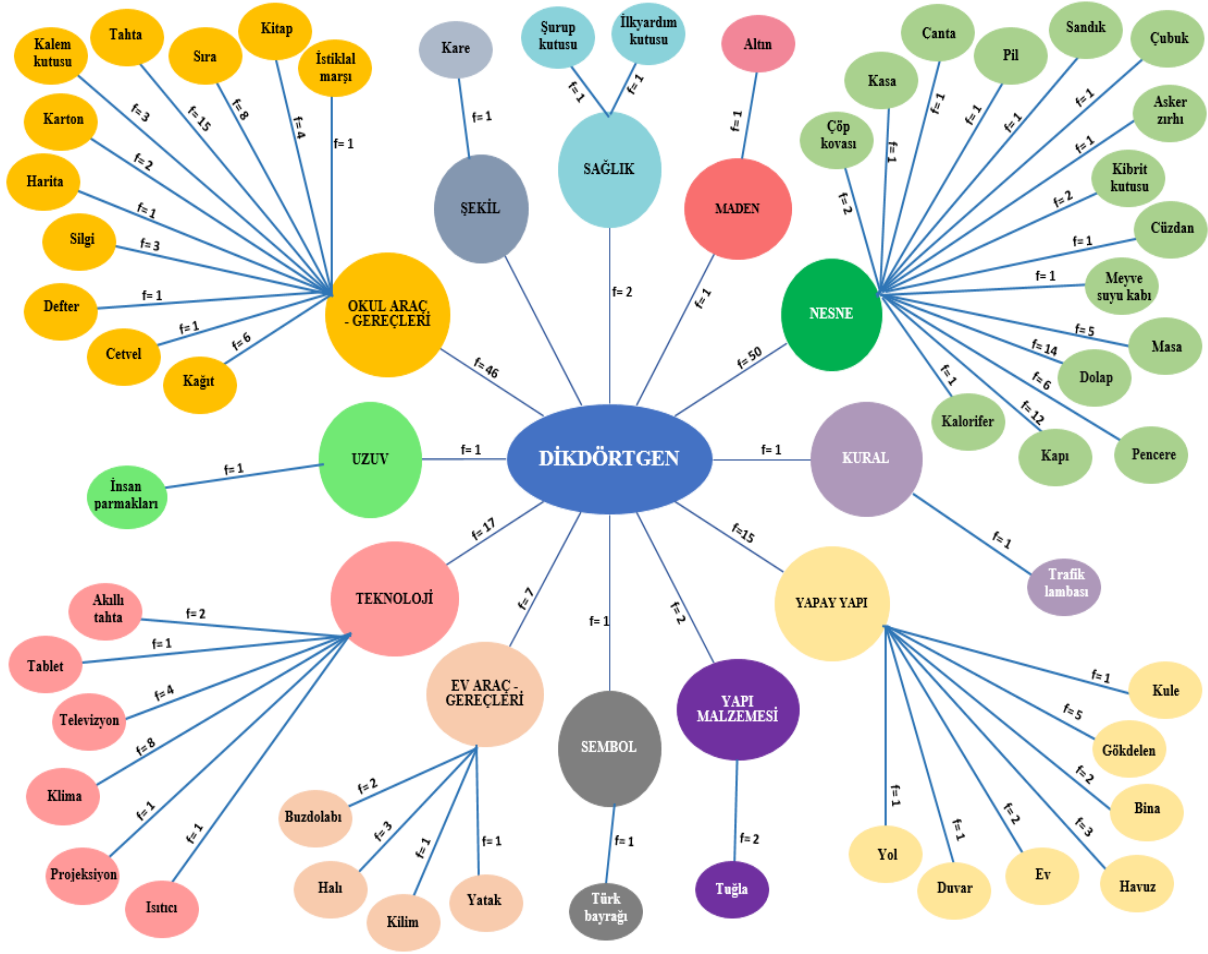 Kalem
kutusu
Tahta
Sıra
Kitap
İstiklal
marşı
Karton
Harita
Silgi
Defter
Cetvel
Kağıt
f= 3
f= 15
f= 8
f= 4
f= 1
f= 2
f= 1
f= 3
f= 1
f= 1
f= 6
OKUL ARAÇ
- GEREÇLERİ
f= 46
Kare
f= 1
ŞEKİL
Şurup
kutusu
İlkyardım
kutusu
f= 1
f= 1
SAĞLIK
f= 2
Altın
f= 1
MADEN
f= 1
Çöp
kovası
Kasa
Çanta
Pil
Sandık
Çubuk
Asker
zırhı
Kibrit
kutusu
Cüzdan
Meyve
suyu kabı
Masa
Dolap
Pencere
Kapı
Kalorifer
f= 2
f= 1
f= 1
f= 1
f= 1
f= 1
f= 1
f= 2
f= 1
f= 1
f= 5
f= 14
f= 6
f= 12
f= 1
NESNE
f= 50
DİKDÖRTGEN
UZUV
f= 1
f= 1
İnsan
parmakları
KURAL
f= 1
f= 1
Trafik
lambası
TEKNOLOJİ
f= 17
Akıllı
tahta
Tablet
Televizyon
Klima
Projeksiyon
Isıtıcı
f= 2
f= 1
f= 4
f= 8
f= 1
f= 1
EV ARAÇ -
GEREÇLERİ
f= 7
Buzdolabı
Halı
Kilim
Yatak
f= 2
f= 3
f= 1
f= 1
SEMBOL
f= 1
f= 1
Türk
bayrağı
YAPI
MALZEMESİ
f= 2
f= 2
Tuğla
YAPAY YAPI
f=15
Kule
Gökdelen
Bina
Havuz
Ev
Duvar
Yol
f= 1
f= 5
f= 2
f= 3
f= 2
f= 1
f= 1